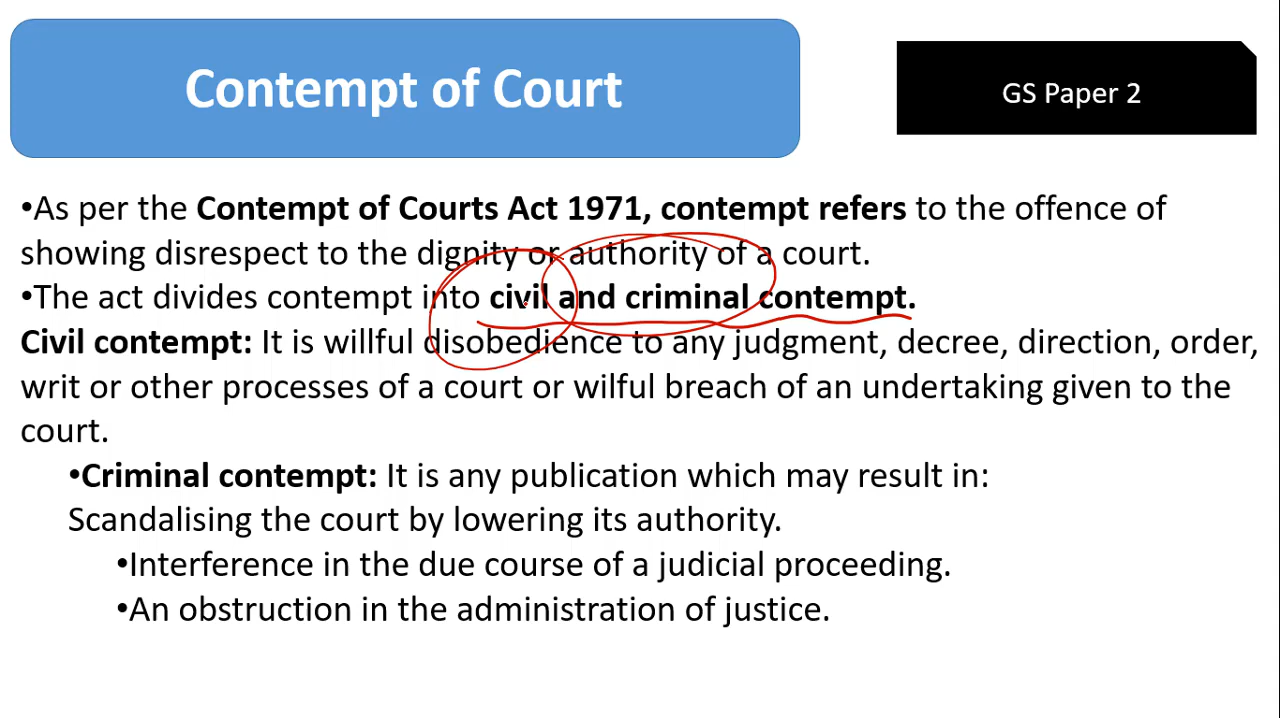 Contempt of Court
GS Paper 2
•As per the Contempt of Courts Act 1971, contempt refers to the offence of
showing disrespect to the dignity or authority of a court.
•The act divides contempt into civil and criminal contempt.
Civil contempt: It is willful disobedience to any judgment, decree, direction, order,
writ or other processes of a court or wilful breach of an undertaking given to the
court.
•Criminal contempt: It is any publication which may result in:
Scandalising the court by lowering its authority.
•Interference in the due course of a judicial proceeding.
•An obstruction in the administration of justice.